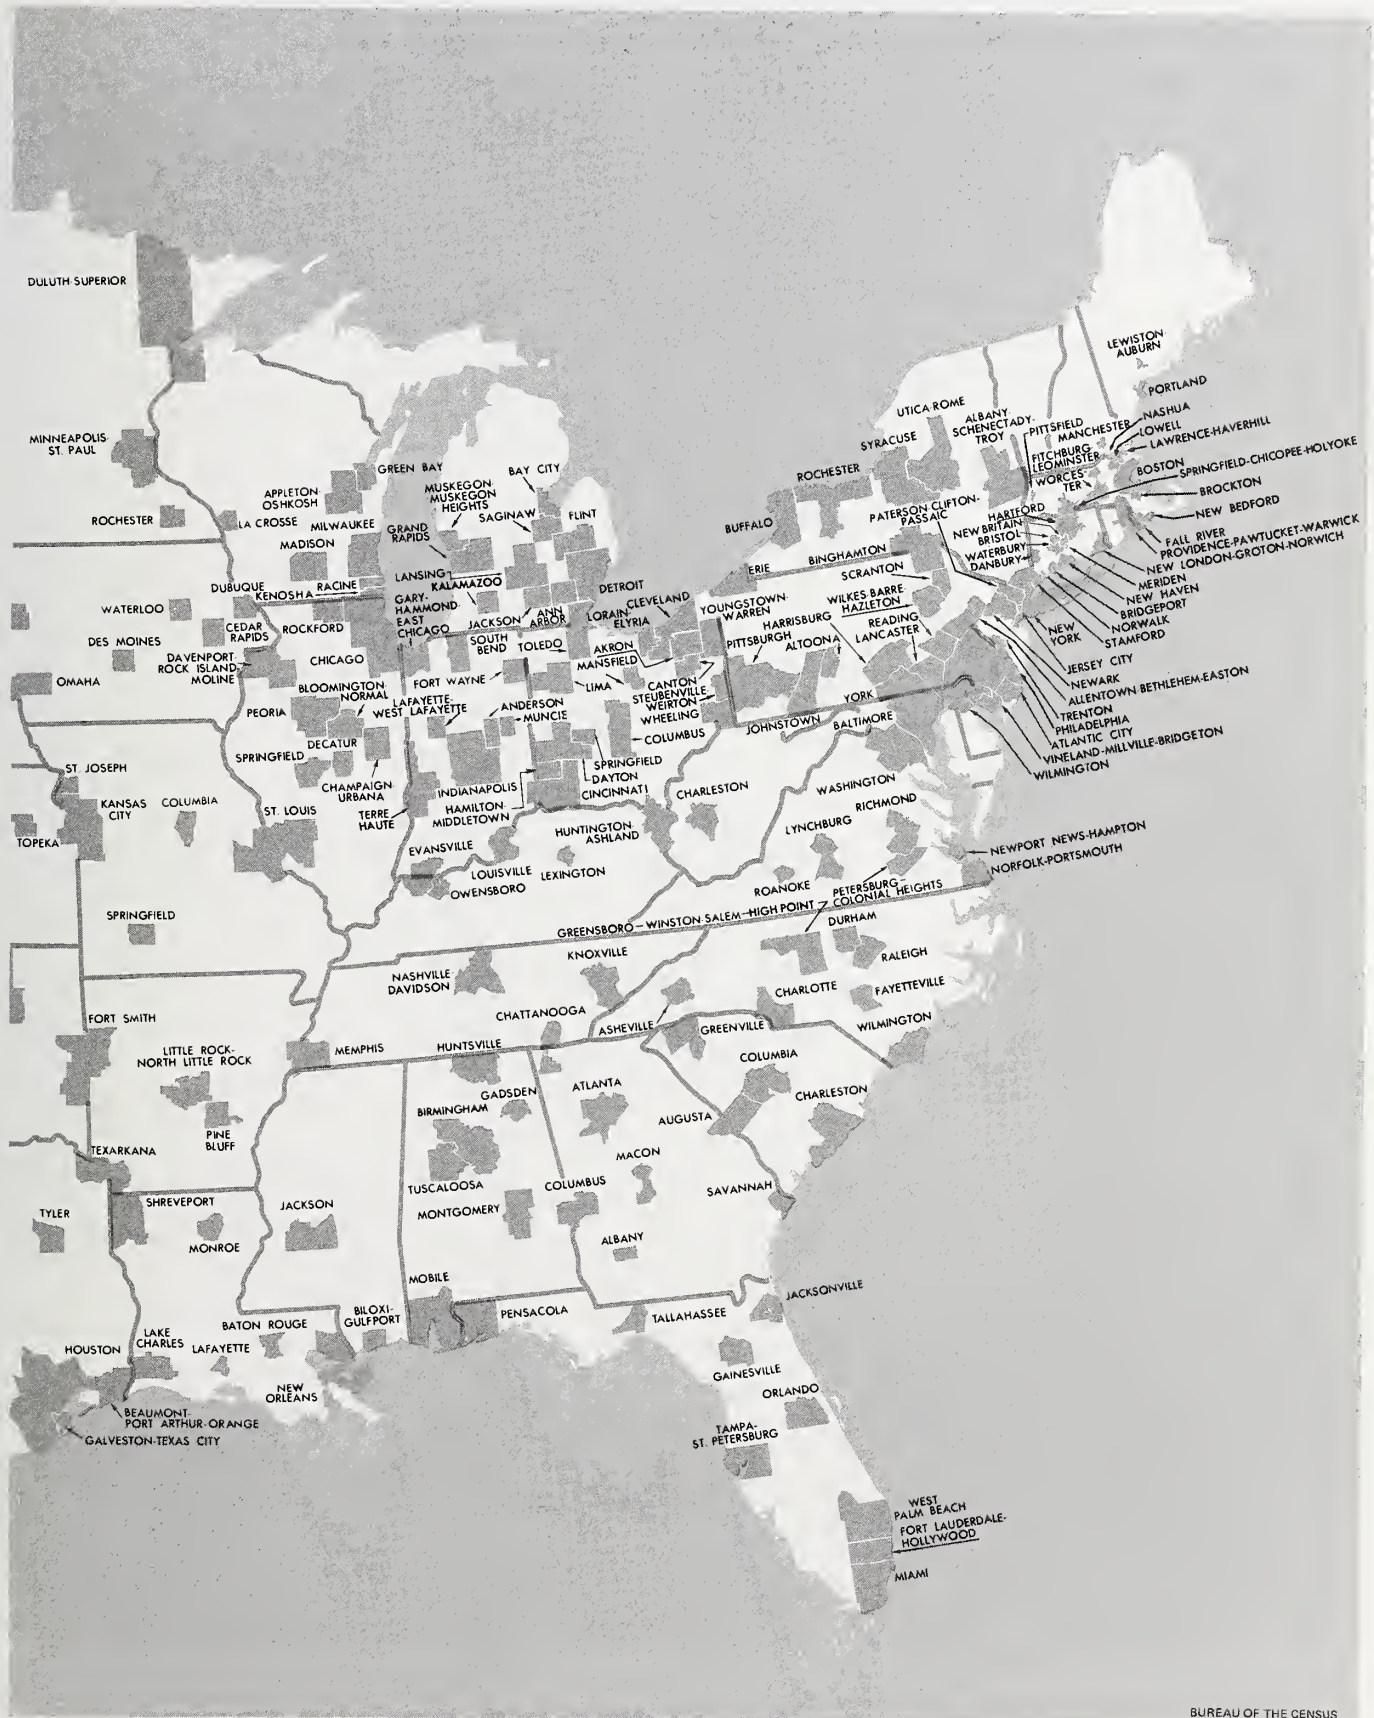 DULUTH-SUPERIOR
LEWISTON-
AUBURN
PORTLAND
MINNEAPOLIS-
ST. PAUL
UTICA-ROME
ALBANY-
SCHENECTADY-
TROY
PITTSFIELD
MANCHESTER
NASHUA
LOWELL
LAWRENCE-HAVERHILL
SYRACUSE
FITCHBURG
LEOMINSTER
BOSTON
SPRINGFIELD-CHICOPEE-HOLYOKE
GREEN BAY
BAY CITY
ROCHESTER
WORCES-
TER
BROCKTON
APPLETON-
OSHKOSH
MUSKEGON-
MUSKEGON
HEIGHTS
SAGINAW
FLINT
PATERSON-CLIFTON-
PASSAIC
HARTFORD
NEW BEDFORD
ROCHESTER
LA CROSSE
MILWAUKEE
GRAND
RAPIDS
BUFFALO
NEW BRITAIN
BRISTOL
FALL RIVER
PROVIDENCE-PAWTUCKET-WARWICK
MADISON
WATERBURY
DANBURY
NEW LONDON-GROTON-NORWICH
BINGHAMTON
ERIE
SCRANTON
MERIDEN
LANSING
KALAMAZOO
DETROIT
NEW HAVEN
DUBUQUE
KENOSHA
RACINE
GARY-
HAMMOND-
EAST
CHICAGO
CLEVELAND
YOUNGSTOWN-
WARREN
WILKES-BARRE-
HAZLETON
BRIDGEPORT
WATERLOO
CEDAR
RAPIDS
ROCKFORD
JACKSON
ANN
ARBOR
LORAIN-
ELYRIA
HARRISBURG
READING
NORWALK
NEW
YORK
STAMFORD
DES MOINES
SOUTH
BEND
TOLEDO
AKRON
PITTSBURGH
ALTOONA
LANCASTER
DAVENPORT-
ROCK ISLAND-
MOLINE
CHICAGO
MANSFIELD
JERSEY CITY
NEWARK
OMAHA
FORT WAYNE
LIMA
CANTON
ALLENTOWN-BETHLEHEM-EASTON
BLOOMINGTON-
NORMAL
STEUBENVILLE-
WEIRTON
YORK
TRENTON
PEORIA
LAFAYETTE-
WEST LAFAYETTE
ANDERSON
MUNCIE
WHEELING
JOHNSTOWN
BALTIMORE
PHILADELPHIA
ATLANTIC CITY
DECATUR
COLUMBUS
VINELAND-MILLVILLE-BRIDGETON
SPRINGFIELD
SPRINGFIELD
WILMINGTON
ST. JOSEPH
CHAMPAIGN-
URBANA
INDIANAPOLIS
DAYTON
CINCINNATI
CHARLESTON
WASHINGTON
KANSAS
CITY
COLUMBIA
ST. LOUIS
TERRE
HAUTE
HAMILTON-
MIDDLETOWN
RICHMOND
TOPEKA
HUNTINGTON-
ASHLAND
LYNCHBURG
EVANSVILLE
LOUISVILLE
LEXINGTON
NEWPORT NEWS-HAMPTON
NORFOLK-PORTSMOUTH
OWENSBORO
ROANOKE
PETERSBURG-
COLONIAL HEIGHTS
SPRINGFIELD
GREENSBORO-WINSTON-SALEM-HIGH POINT
DURHAM
RALEIGH
KNOXVILLE
NASHVILLE-
DAVIDSON
CHARLOTTE
FAYETTEVILLE
FORT SMITH
CHATTANOOGA
ASHEVILLE
GREENVILLE
WILMINGTON
LITTLE ROCK-
NORTH LITTLE ROCK
MEMPHIS
HUNTSVILLE
COLUMBIA
GADSDEN
ATLANTA
CHARLESTON
BIRMINGHAM
AUGUSTA
PINE
BLUFF
TEXARKANA
MACON
TUSCALOOSA
COLUMBUS
SAVANNAH
TYLER
SHREVEPORT
JACKSON
MONTGOMERY
MONROE
ALBANY
MOBILE
JACKSONVILLE
BILOXI-
GULFPORT
PENSACOLA
TALLAHASSEE
BATON ROUGE
LAKE
CHARLES
HOUSTON
LAFAYETTE
GAINESVILLE
NEW
ORLEANS
ORLANDO
BEAUMONT-
PORT ARTHUR-ORANGE
TAMPA-
ST. PETERSBURG
GALVESTON-TEXAS CITY
WEST
PALM BEACH
FORT LAUDERDALE-
HOLLYWOOD
MIAMI
BUREAU OF THE CENSUS